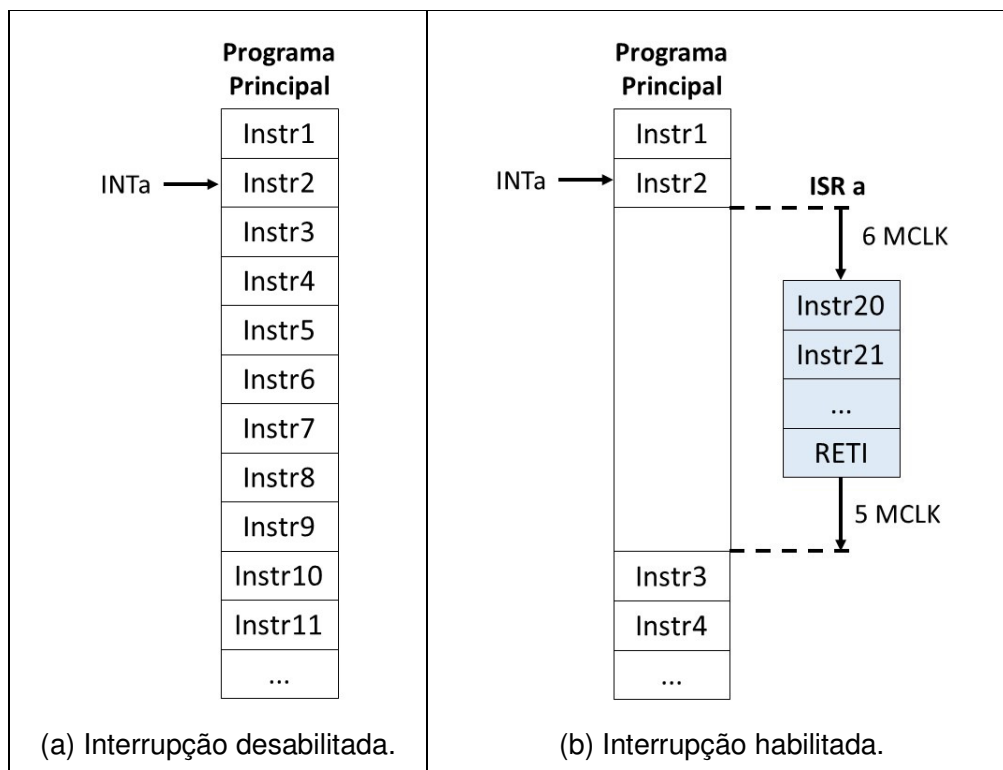 Programa
Principal
Instr1
INTa
Instr2
Instr3
Instr4
Instr5
Instr6
Instr7
Instr8
Instr9
Instr10
Instr11
...
(a) Interrupção desabilitada.
Programa
Principal
Instr1
INTa
Instr2
ISR a
6 MCLK
Instr20
Instr21
...
RETI
5 MCLK
Instr3
Instr4
...
(b) Interrupção habilitada.